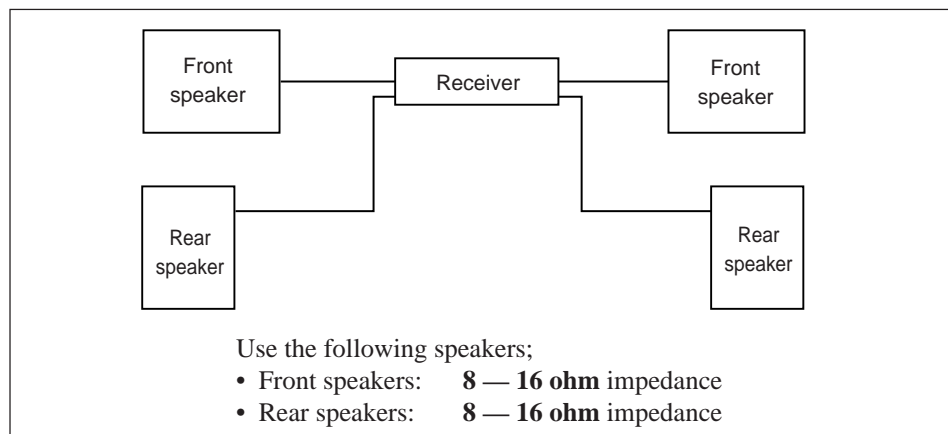 Front
speaker
Receiver
Front
speaker
Rear
speaker
Rear
speaker
Use the following speakers;
• Front speakers: 8 — 16 ohm impedance
• Rear speakers: 8 — 16 ohm impedance